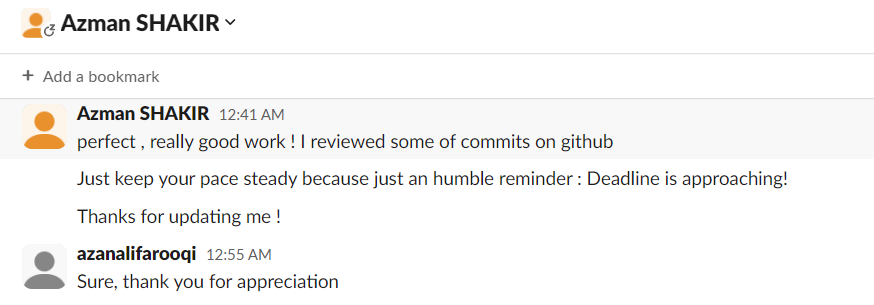 Azman SHAKIR
+ Add a bookmark
Azman SHAKIR 12:41 AM
perfect , really good work ! I reviewed some of commits on github
Just keep your pace steady because just an humble reminder : Deadline is approaching!
Thanks for updating me !
azanalifarooqi 12:55 AM
Sure, thank you for appreciation